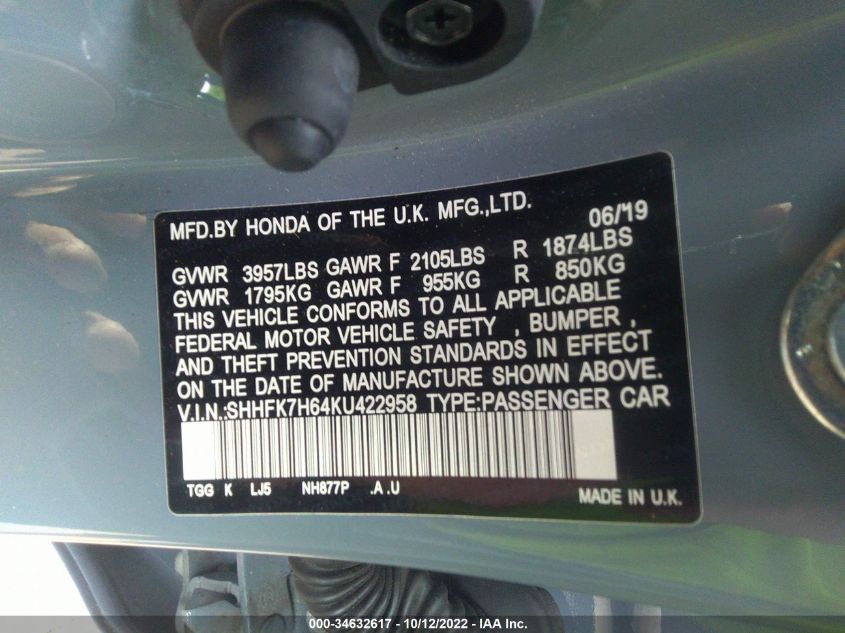 MFD.BY HONDA OF THE U.K. MFG.,LTD. 06/'19
GVWR 3957LBS GAWR F 2105LBS R 1874LBS
GVWR 1795KG GAWR F 955KG R 850KG
THIS VEHICLE CONFORMS TO ALL APPLICABLE
FEDERAL MOTOR VEHICLE SAFETY , BUMPER ,
AND THEFT PREVENTION STANDARDS IN EFFECT
ON THE DATE OF MANUFACTURE SHOWN ABOVE.
V.I.N.:SHHFK7H64KU422958 TYPE:PASSENGER CAR
TGG K LJ5 NH877P .A .U MADE IN U.K.
000-34632617 - 10/12/2022 - IAA Inc.